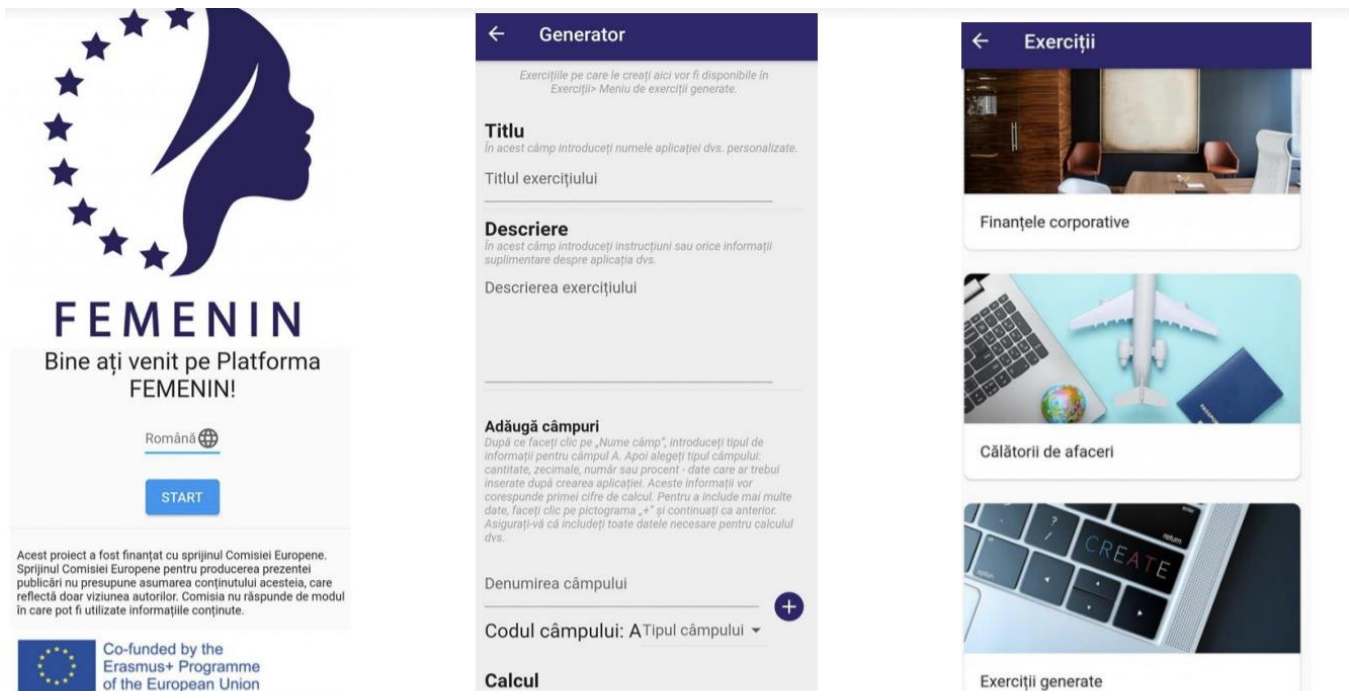 FEMENIN
Bine ați venit pe Platforma
FEMENIN!
Română
START
Acest proiect a fost finanțat cu sprijinul Comisiei Europene.
Sprijinul Comisiei Europene pentru producerea prezentei
publicări nu presupune asumarea conținutului acesteia, care
reflectă doar viziunea autorilor. Comisia nu răspunde de modul
în care pot fi utilizate informațiile conținute.
Co-funded by the
Erasmus+ Programme
of the European Union
Generator
Exercițiile pe care le creați aici vor fi disponibile în
Exerciții> Meniu de exerciții generate.
Titlu
În acest câmp introduceți numele aplicației dvs. personalizate.
Titlul exercițiului
Descriere
În acest câmp introduceți instrucțiuni sau orice informații
suplimentare despre aplicația dvs.
Descrierea exercițiului
Adăugă câmpuri
După ce faceți clic pe „Nume câmp”, introduceți tipul de
informații pentru câmpul A. Apoi alegeți tipul câmpului:
cantitate, zecimale, număr sau procent - date care ar trebui
inserate după crearea aplicației. Aceste informații vor
corespunde primei cifre de calcul. Pentru a include mai multe
date, faceți clic pe pictograma „+” și continuați ca anterior.
Asigurați-vă că includeți toate datele necesare pentru calculul
dvs.
Denumirea câmpului
Codul câmpului: A Tipul câmpului
Calcul
Exerciții
Finanțele corporative
PASSPORT
Călătorii de afaceri
enter
return
CREATE
option
Exerciții generate